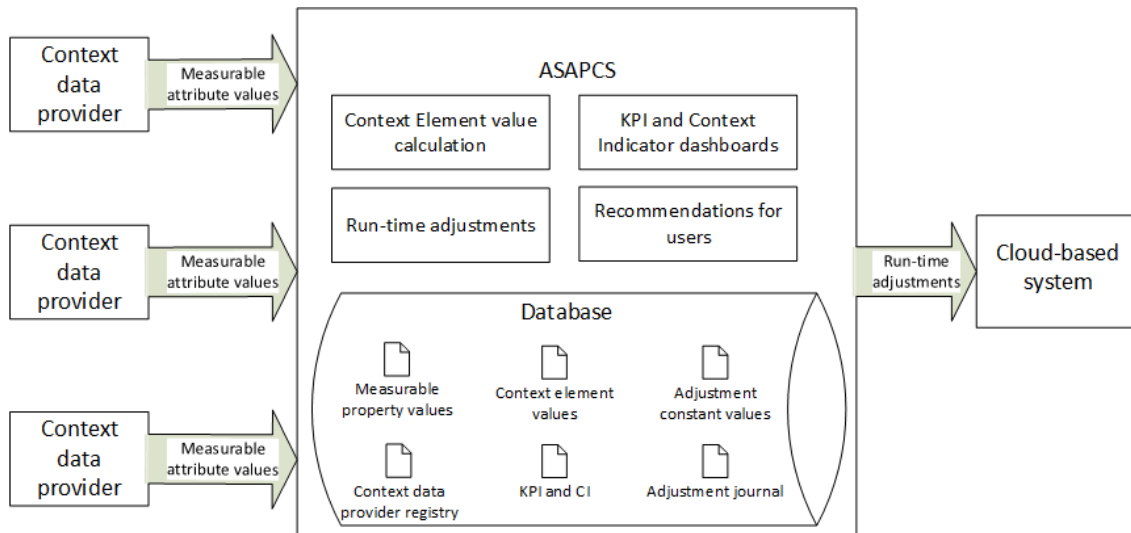 Context
data
provider
Measurable
attribute values
Context
data
provider
Measurable
attribute values
Context
data
provider
Measurable
attribute values
ASAPCS
Context Element value
calculation
KPI and Context
Indicator dashboards
Run-time adjustments
Recommendations for
users
Database
Measurable
property values
Context element
values
Adjustment
constant values
Context data
provider registry
KPI and CI
Adjustment journal
Run-time
adjustments
Cloud-based
system